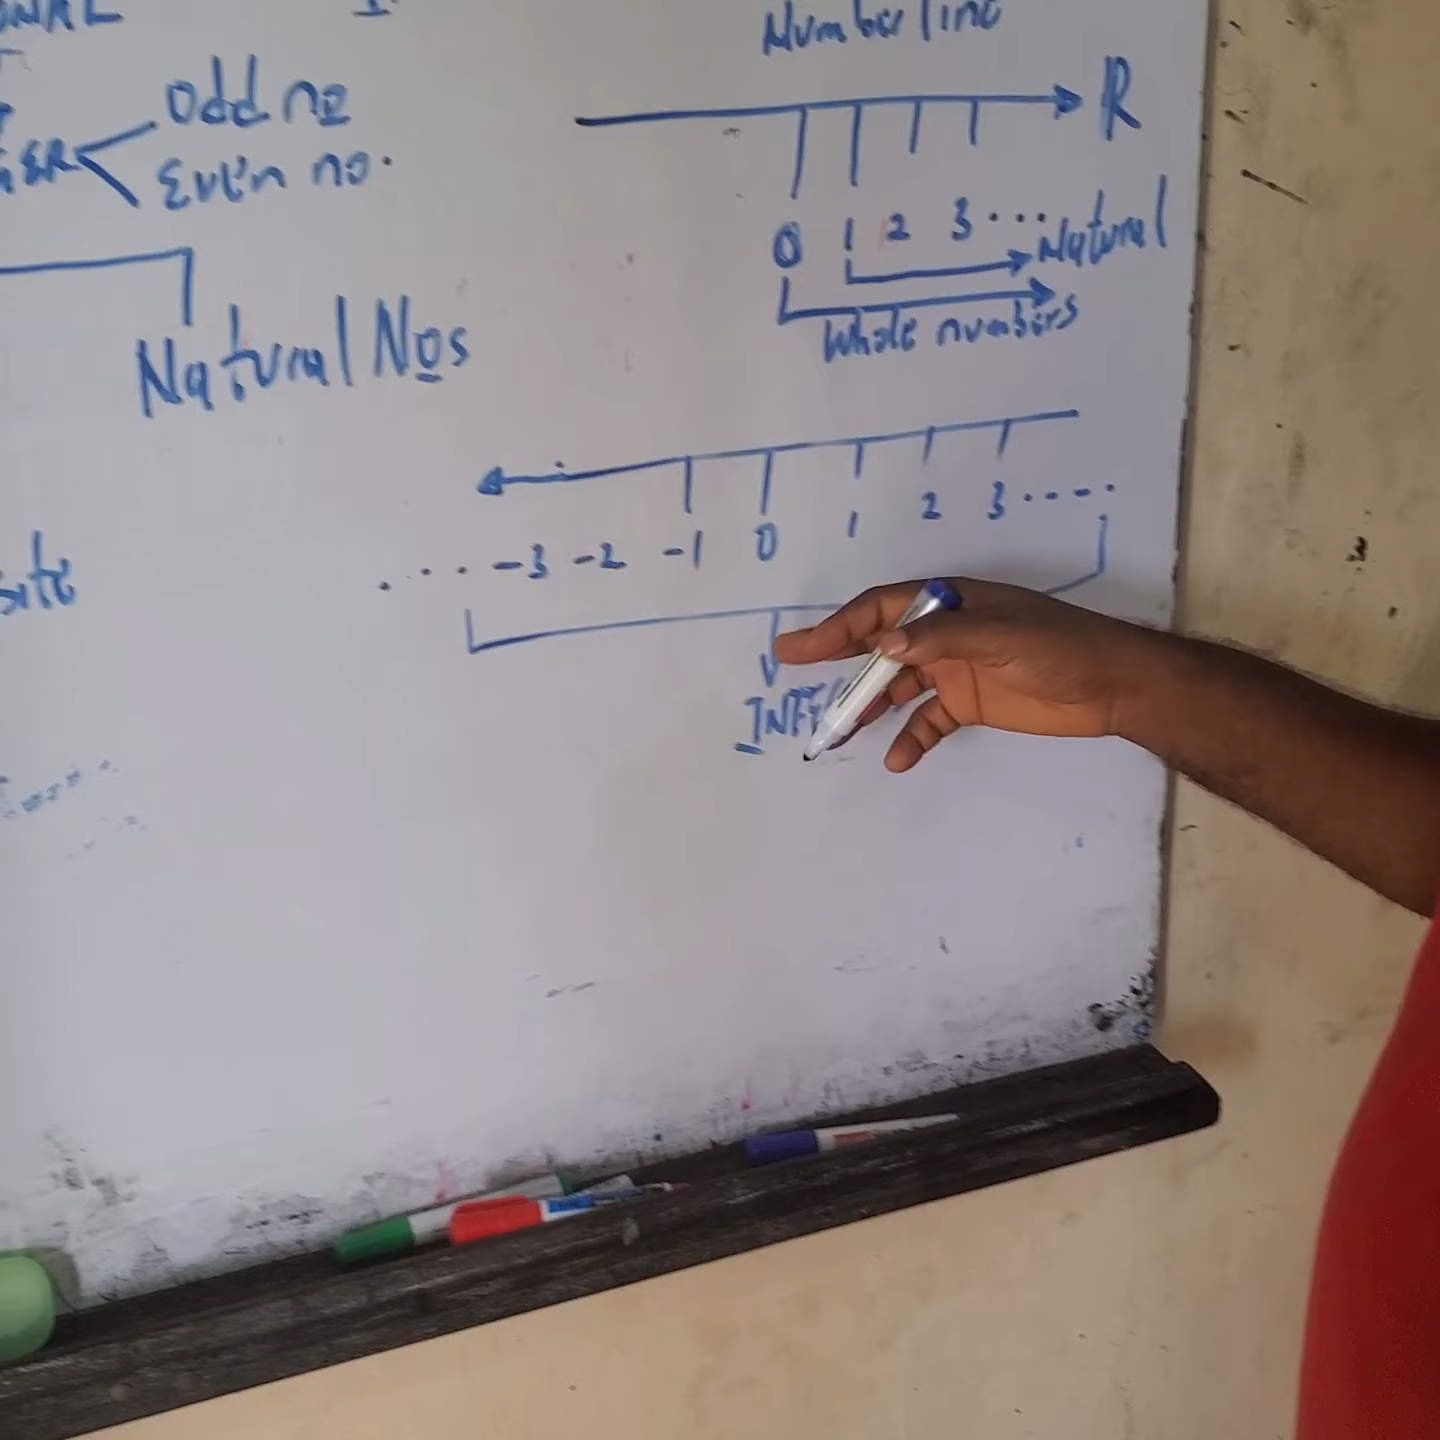 Number line
R
Odd no
Even no.
0 1 2 3 ...
Natural
Whole numbers
Natural Nos
.... -3 -2 -1 0 1 2 3 .....